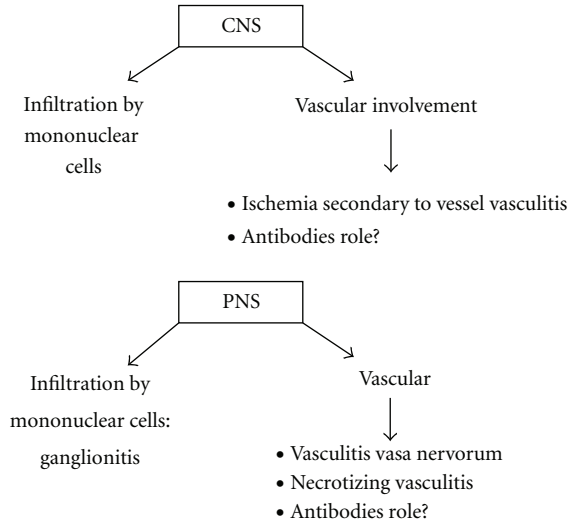 CNS
Infiltration by
mononuclear
cells
Vascular involvement
• Ischemia secondary to vessel vasculitis
• Antibodies role?
PNS
Infiltration by
mononuclear cells:
ganglionitis
Vascular
• Vasculitis vasa nervorum
• Necrotizing vasculitis
• Antibodies role?